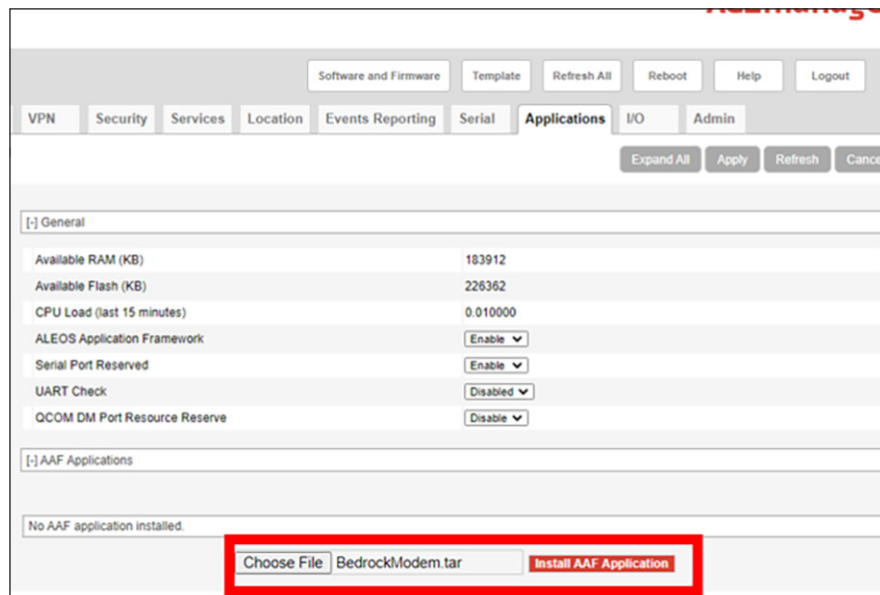 Software and Firmware Template Refresh All Reboot Help Logout
VPN Security Services Location Events Reporting Serial Applications I/O Admin
Expand All Apply Refresh
[-] General
Available RAM (KB) 183912
Available Flash (KB) 226362
CPU Load (last 15 minutes) 0.010000
ALEOS Application Framework Enable
Serial Port Reserved Enable
UART Check Disabled
QCOM DM Port Resource Reserve Disable
[-] AAF Applications
No AAF application installed.
Choose File BedrockModem.tar Install AAF Application